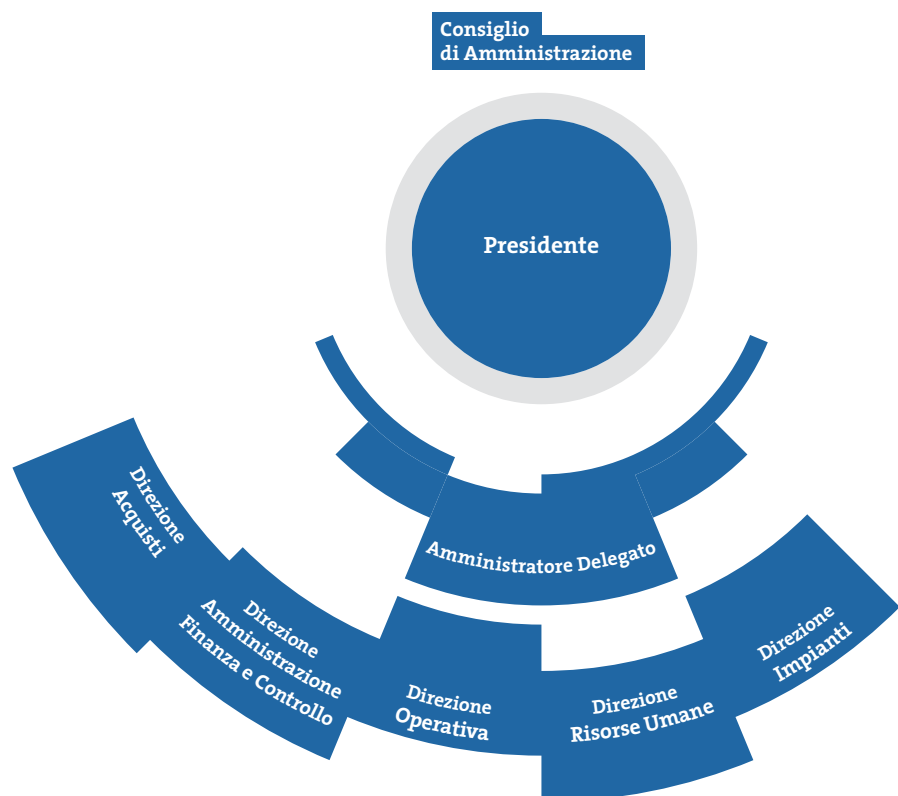 Consiglio
di Amministrazione
Presidente
Amministratore Delegato
Direzione
Acquisti
Direzione
Amministrazione
Finanza e Controllo
Direzione
Operativa
Direzione
Risorse Umane
Direzione
Impianti